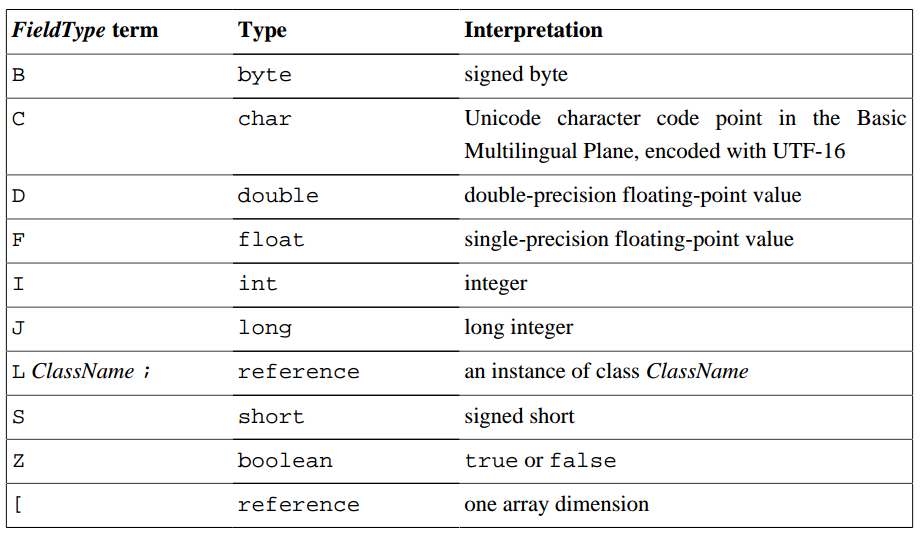 FieldType term Type Interpretation
B byte signed byte
C char Unicode character code point in the Basic
Multilingual Plane, encoded with UTF-16
D double double-precision floating-point value
F float single-precision floating-point value
I int integer
J long long integer
L ClassName ; reference an instance of class ClassName
S short signed short
Z boolean true or false
[ reference one array dimension